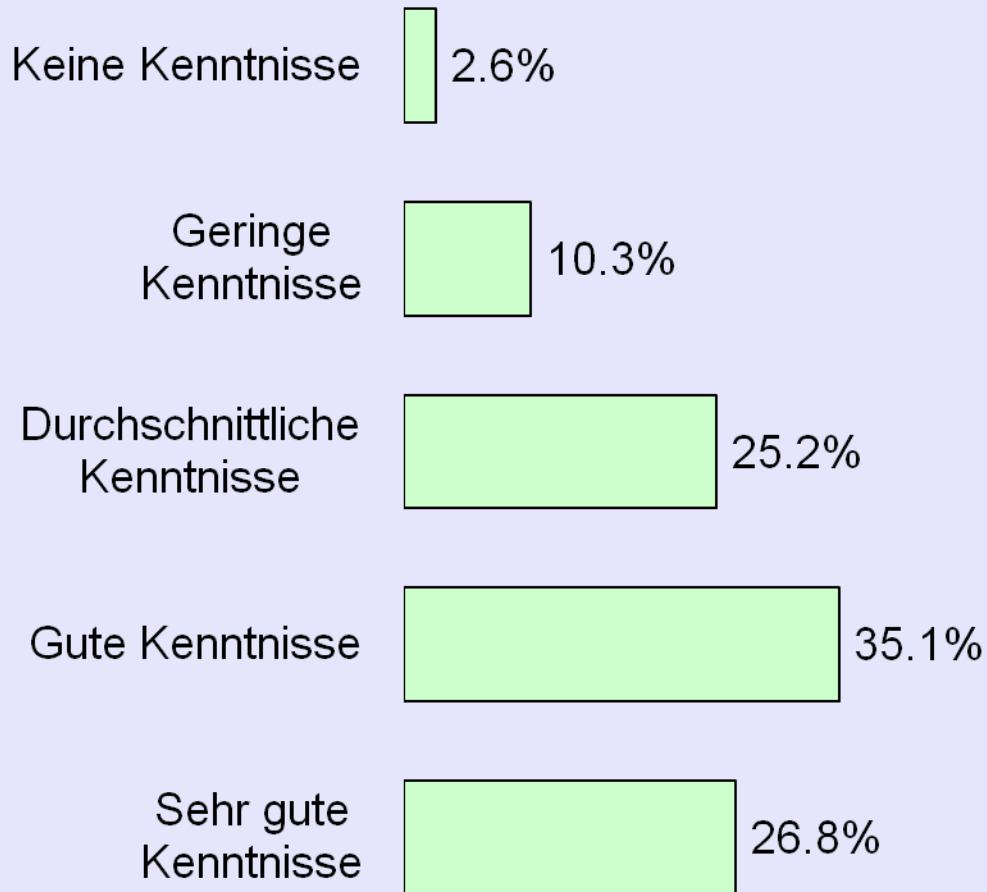 Keine Kenntnisse
2.6%
Geringe
Kenntnisse
10.3%
Durchschnittliche
Kenntnisse
25.2%
Gute Kenntnisse
35.1%
Sehr gute
Kenntnisse
26.8%